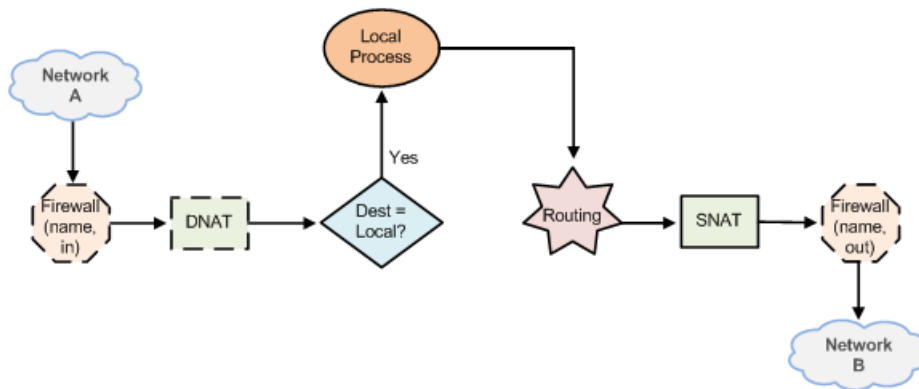 Local
Process
Network
A
Yes
Firewall
(name,
in)
DNAT
Dest =
Local?
Routing
SNAT
Firewall
(name,
out)
Network
B